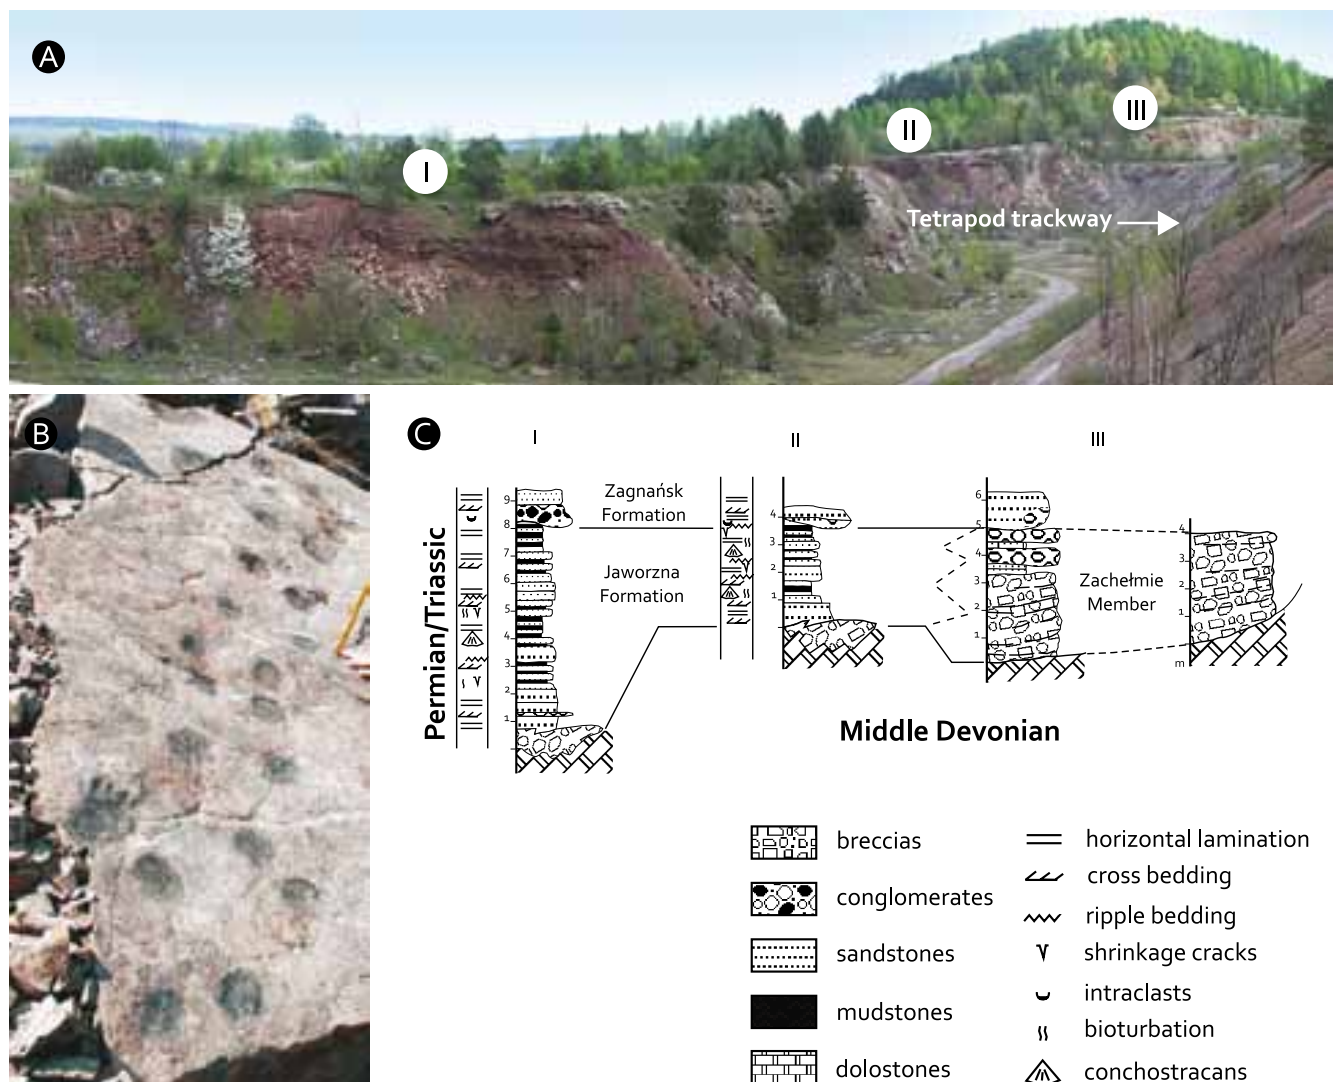 A
I
II
III
Tetrapod trackway
B
C
I
II
III
Permian/Triassic
9
8
7
6
5
4
3
2
1
Zagnańsk
Formation
Jaworzna
Formation
4
3
2
1
6
5
4
3
2
1
Zachełmie
Member
4
3
2
1
m
Middle Devonian
breccias
conglomerates
sandstones
mudstones
dolostones
horizontal lamination
cross bedding
ripple bedding
shrinkage cracks
intraclasts
bioturbation
conchostracans